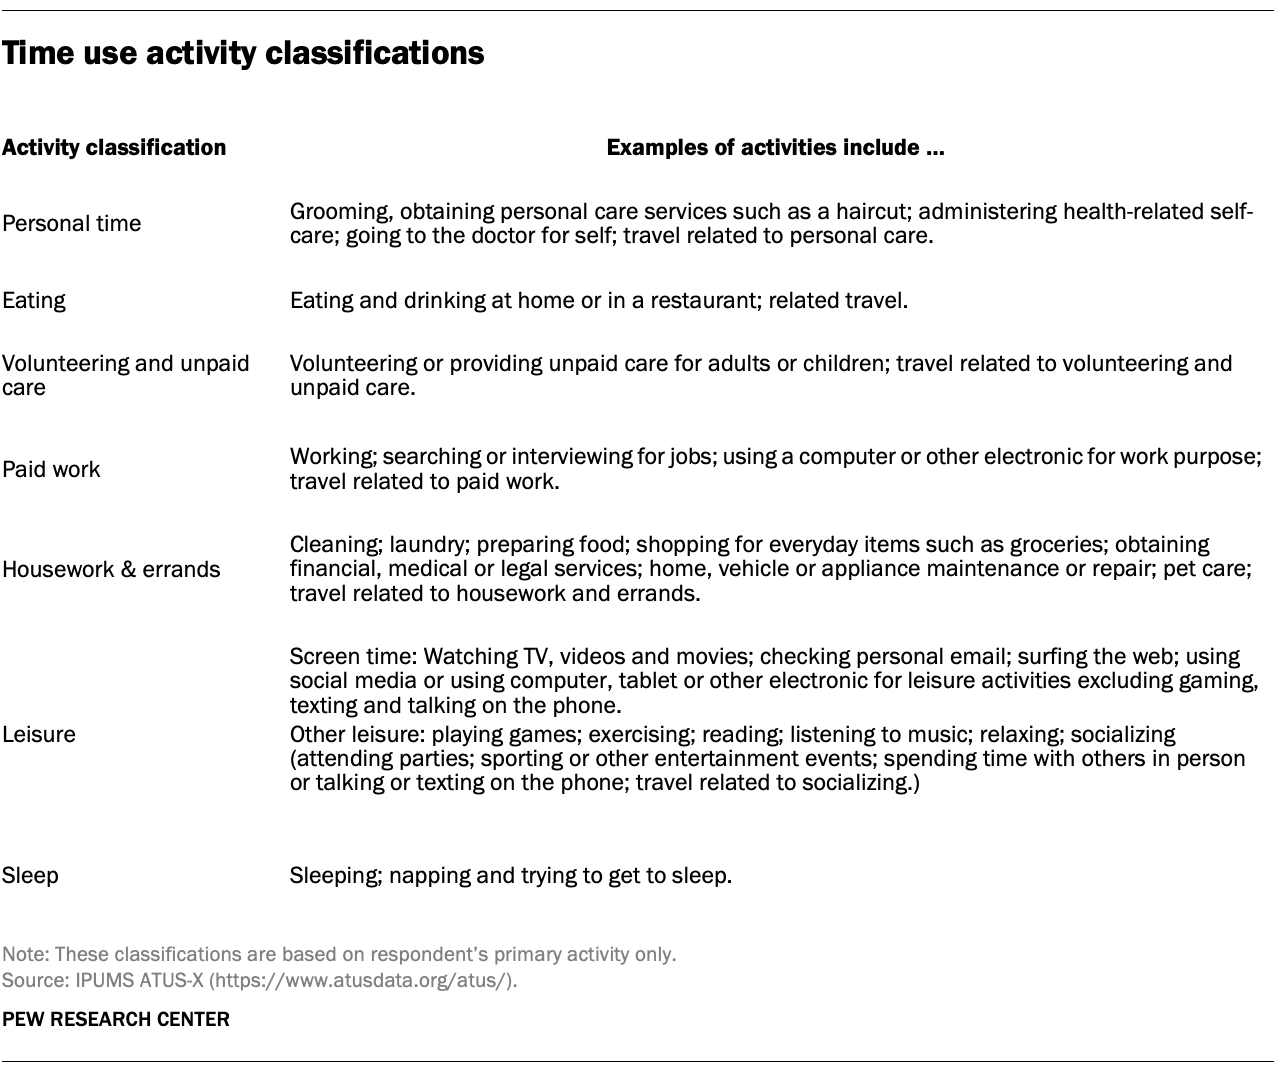 Time use activity classifications
Activity classification
Examples of activities include ...
Personal time
Grooming, obtaining personal care services such as a haircut; administering health-related self-
care; going to the doctor for self; travel related to personal care.
Eating
Eating and drinking at home or in a restaurant; related travel.
Volunteering and unpaid
care
Volunteering or providing unpaid care for adults or children; travel related to volunteering and
unpaid care.
Paid work
Working; searching or interviewing for jobs; using a computer or other electronic for work purpose;
travel related to paid work.
Housework & errands
Cleaning; laundry; preparing food; shopping for everyday items such as groceries; obtaining
financial, medical or legal services; home, vehicle or appliance maintenance or repair; pet care;
travel related to housework and errands.
Leisure
Screen time: Watching TV, videos and movies; checking personal email; surfing the web; using
social media or using computer, tablet or other electronic for leisure activities excluding gaming,
texting and talking on the phone.
Other leisure: playing games; exercising; reading; listening to music; relaxing; socializing
(attending parties; sporting or other entertainment events; spending time with others in person
or talking or texting on the phone; travel related to socializing.)
Sleep
Sleeping; napping and trying to get to sleep.
Note: These classifications are based on respondent’s primary activity only.
Source: IPUMS ATUS-X (https://www.atusdata.org/atus/).
PEW RESEARCH CENTER